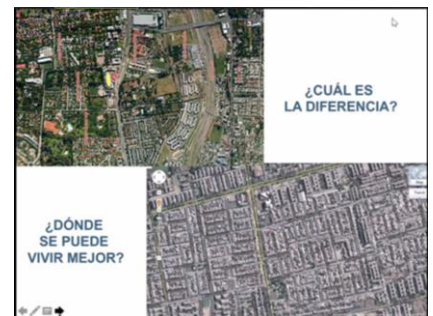 ¿CUÁL ES
LA DIFERENCIA?
¿DÓNDE
SE PUEDE
VIVIR MEJOR?